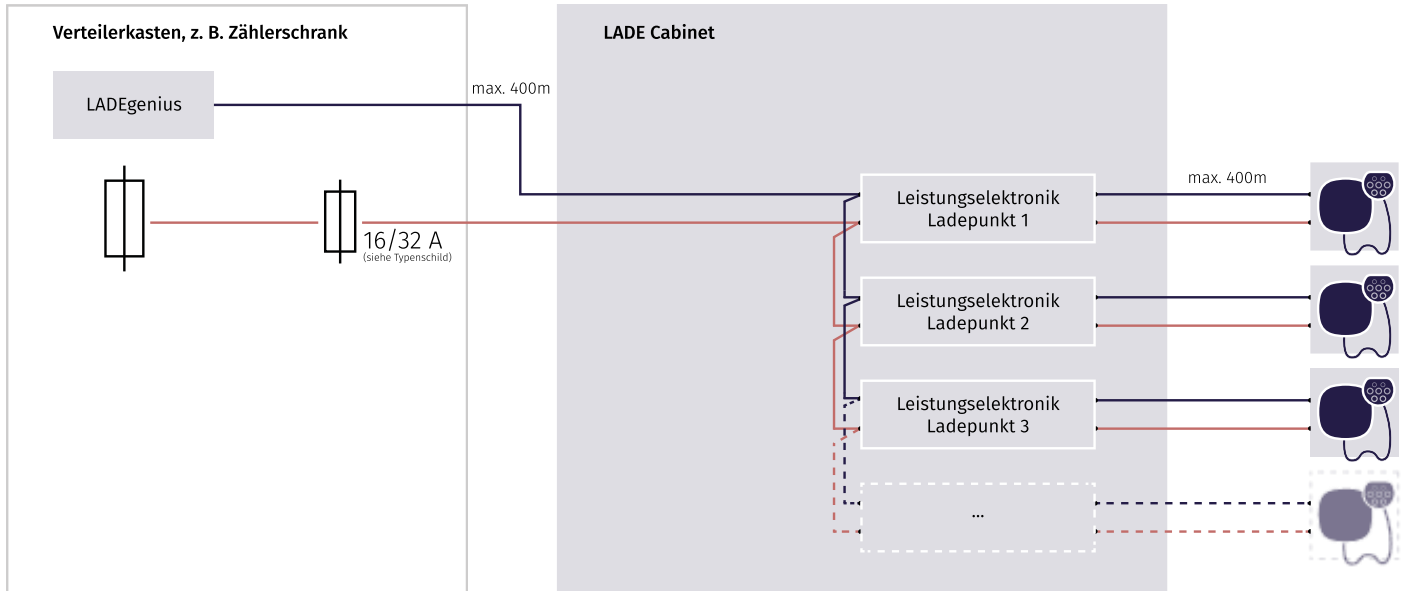 Verteilerkasten, z. B. Zählerschrank
LADE Cabinet
LADEgenius
max. 400m
16/32 A
(siehe Typenschild)
Leistungselektronik
Ladepunkt 1
max. 400m
Leistungselektronik
Ladepunkt 2
Leistungselektronik
Ladepunkt 3
...